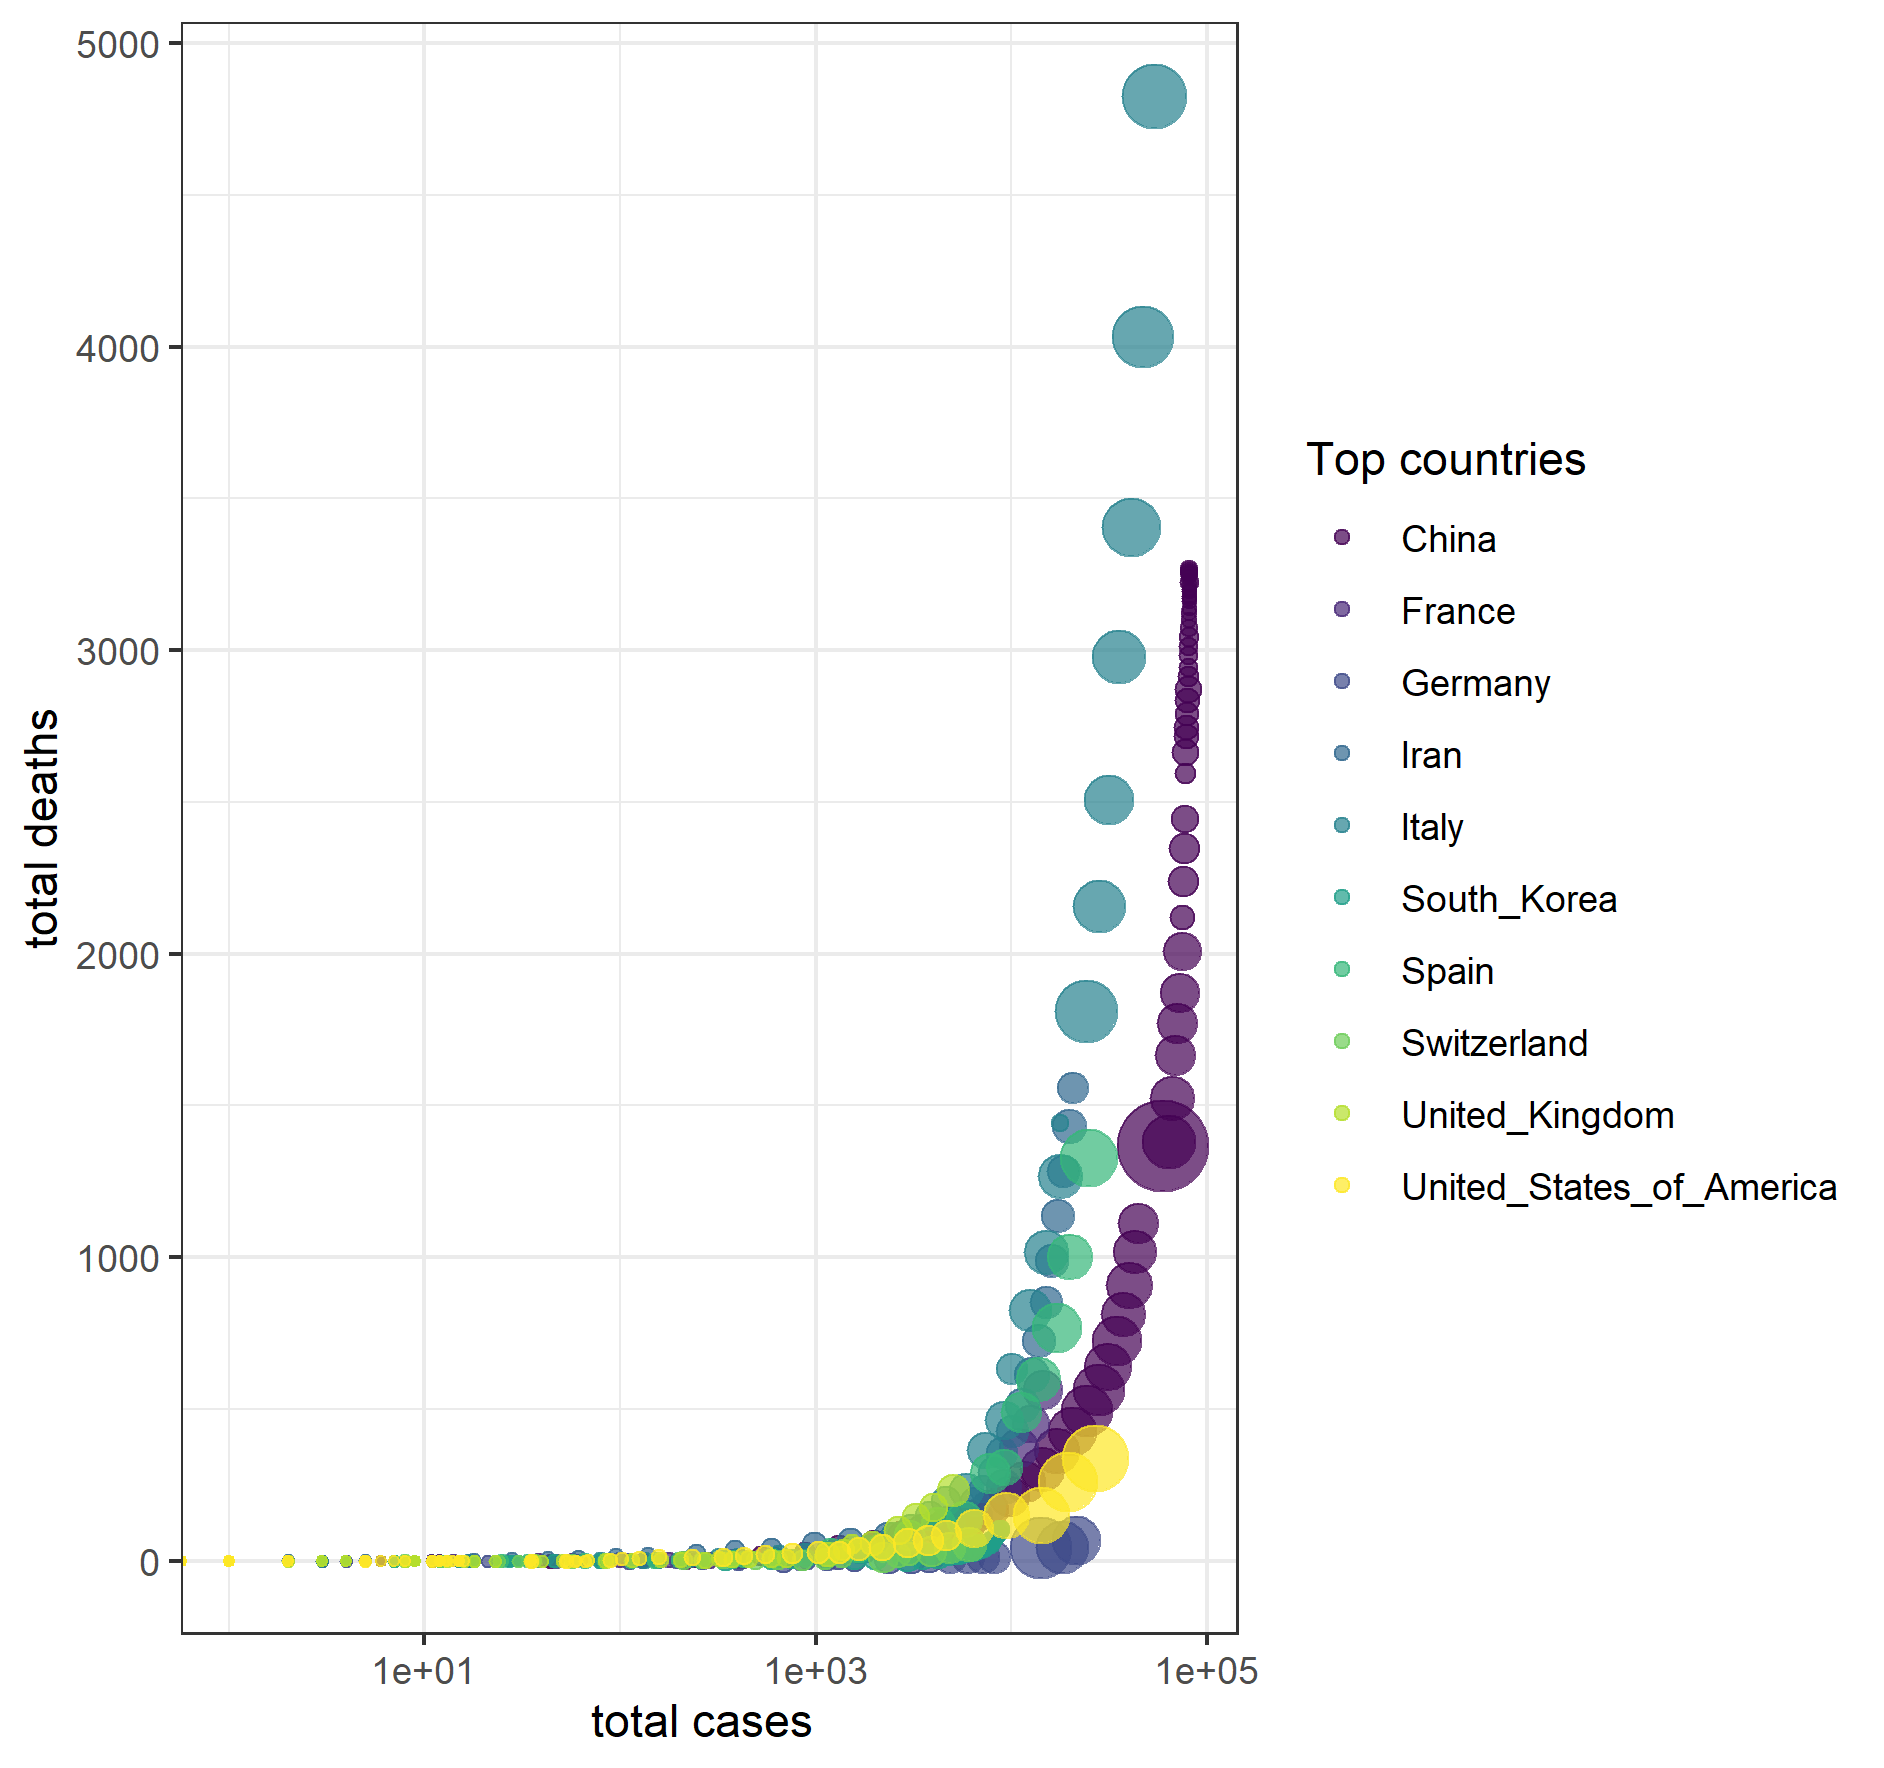 5000
4000
3000
2000
1000
0
total deaths
1e+01
1e+03
1e+05
total cases
Top countries
China
France
Germany
Iran
Italy
South_Korea
Spain
Switzerland
United_Kingdom
United_States_of_America